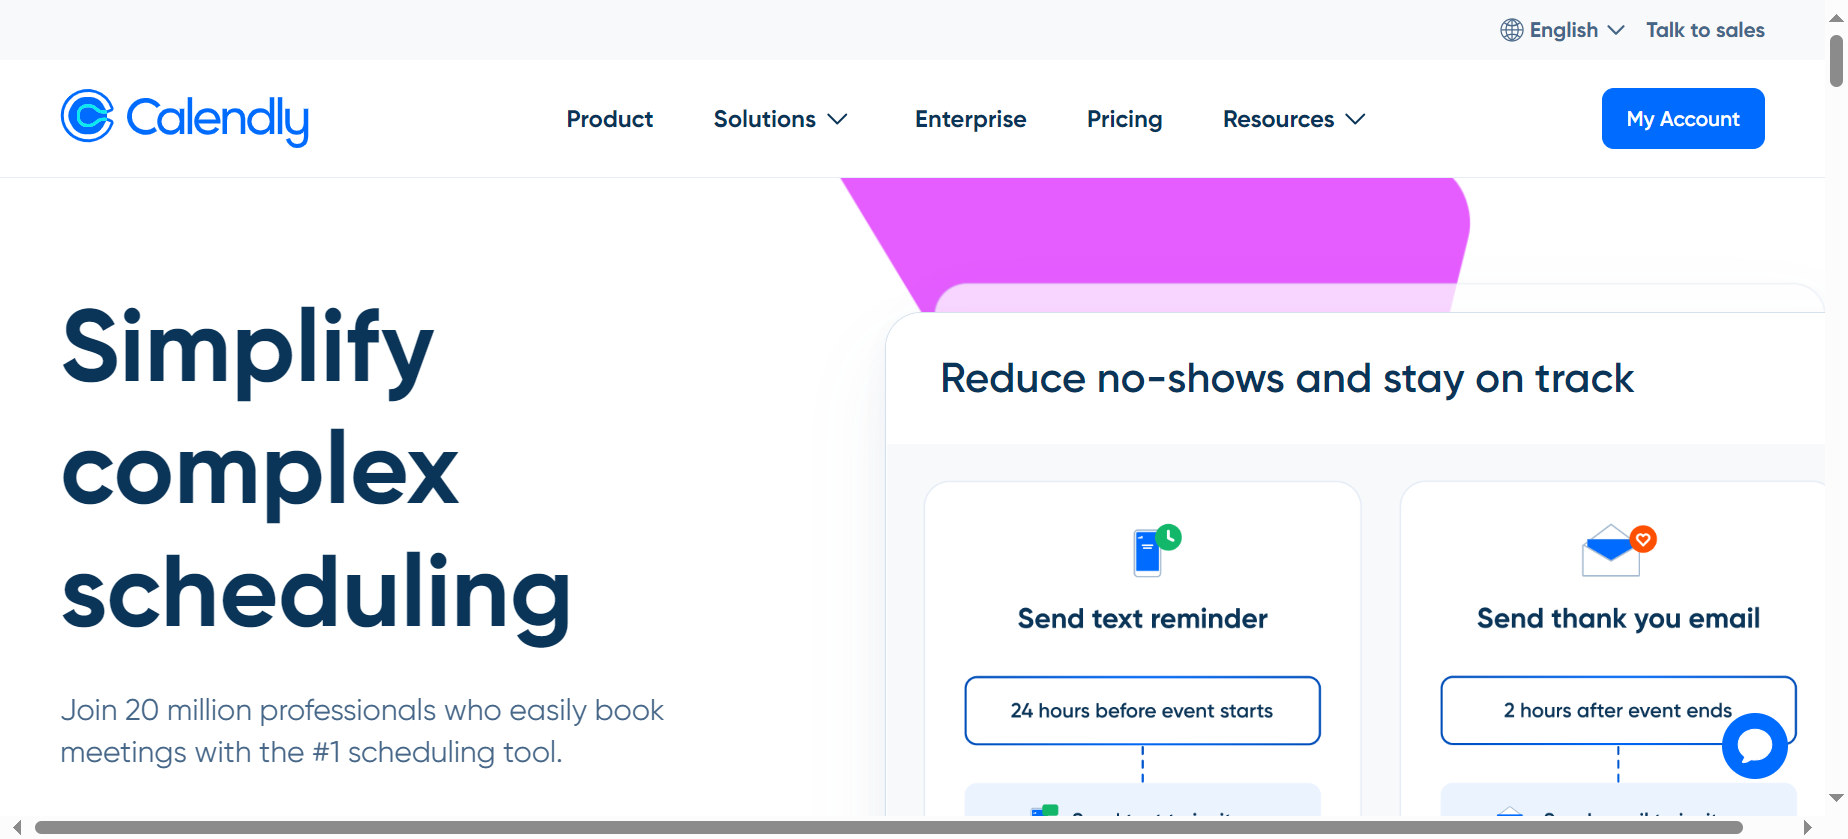 English
Talk to sales
Calendly
Product
Solutions
Enterprise
Pricing
Resources
My Account
Simplify
complex
scheduling
Join 20 million professionals who easily book
meetings with the #1 scheduling tool.
Reduce no-shows and stay on track
Send text reminder
24 hours before event starts
Send thank you email
2 hours after event ends